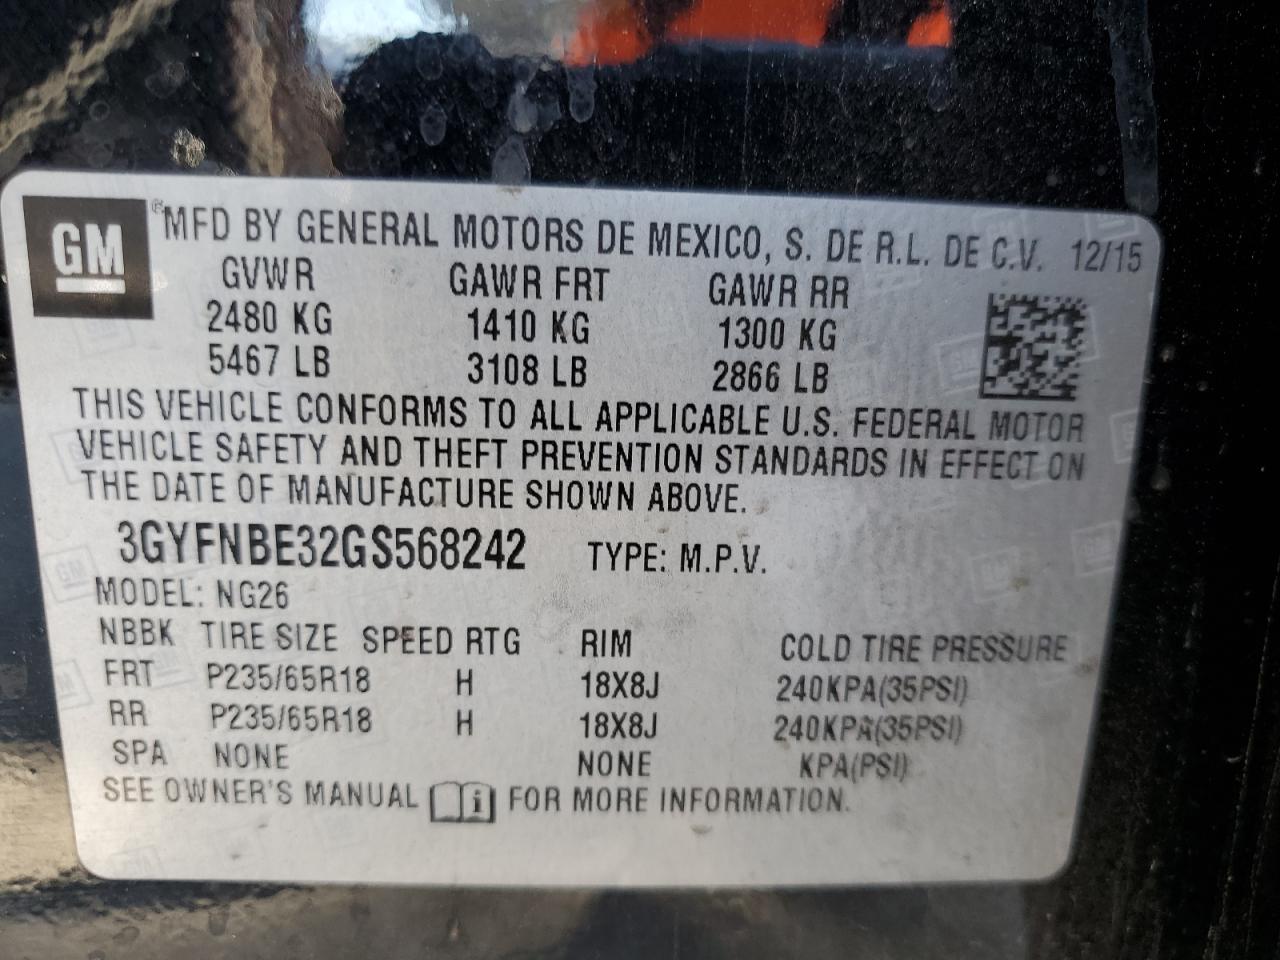 GM
® MFD BY GENERAL MOTORS DE MEXICO, S. DE R.L. DE C.V. 12/15
GVWR GAWR FRT GAWR RR
2480 KG 1410 KG 1300 KG
5467 LB 3108 LB 2866 LB
THIS VEHICLE CONFORMS TO ALL APPLICABLE U.S. FEDERAL MOTOR
VEHICLE SAFETY AND THEFT PREVENTION STANDARDS IN EFFECT ON
THE DATE OF MANUFACTURE SHOWN ABOVE.
3GYFNBE32GS568242 TYPE: M.P.V.
MODEL: NG26
NBBK TIRE SIZE SPEED RTG RIM COLD TIRE PRESSURE
FRT P235/65R18 H 18X8J 240KPA(35PSI)
RR P235/65R18 H 18X8J 240KPA(35PSI)
SPA NONE NONE KPA(PSI)
SEE OWNER'S MANUAL i FOR MORE INFORMATION.